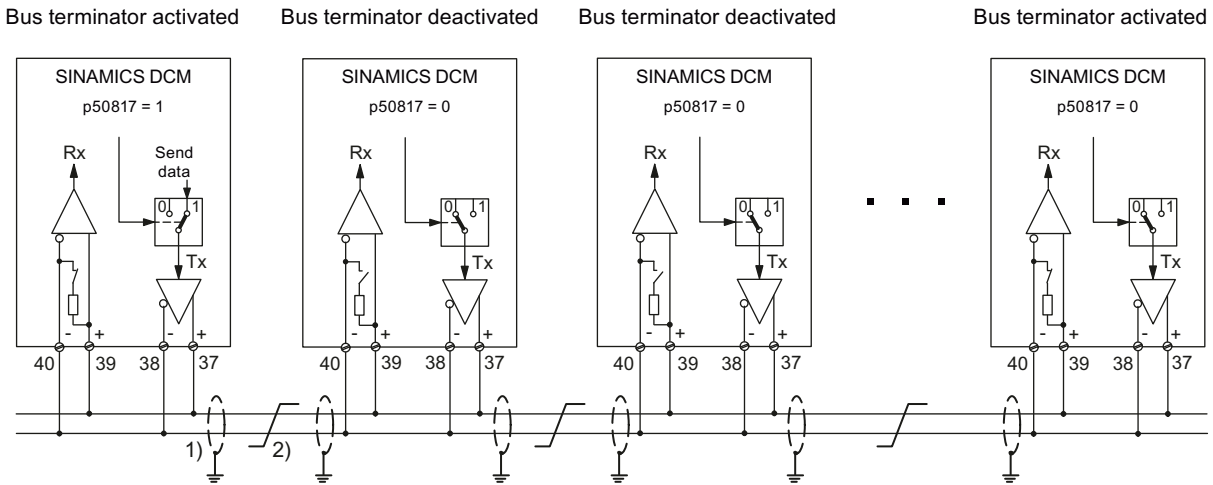 Bus terminator activated
Bus terminator deactivated
Bus terminator deactivated
Bus terminator activated
SINAMICS DCM
p50817 = 1
Rx
Send
data
0 1
Tx
- + - +
40 39 38 37
SINAMICS DCM
p50817 = 0
Rx
0 1
Tx
- + - +
40 39 38 37
SINAMICS DCM
p50817 = 0
Rx
0 1
Tx
- + - +
40 39 38 37
SINAMICS DCM
p50817 = 0
Rx
0 1
Tx
- + - +
40 39 38 37
1) 2)